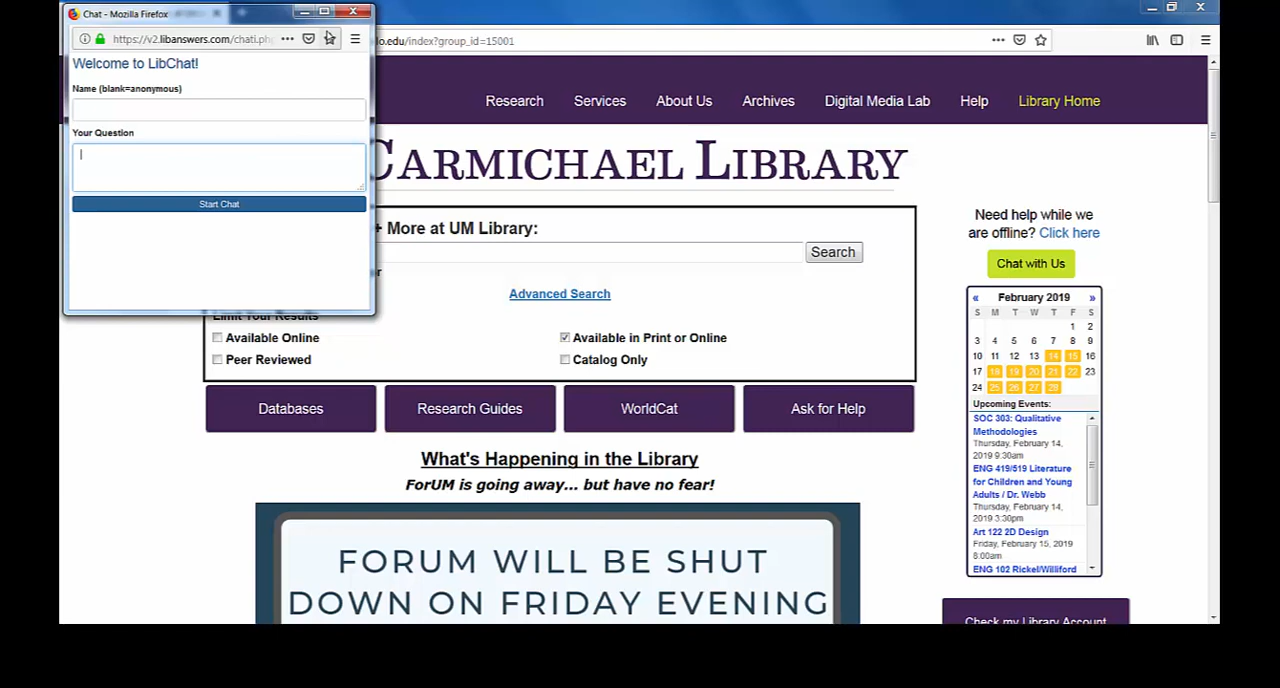 Chat - Mozilla Firefox
https://v2.libanswers.com/chati.php
lo.edu/index?group_id=15001
Welcome to LibChat!
Name (blank=anonymous)
Your Question
Start Chat
Research
Services
About Us
Archives
Digital Media Lab
Help
Library Home
CARMICHAEL LIBRARY
+ More at UM Library:
Search
Advanced Search
Limit Your Results
Available Online
Available in Print or Online
Peer Reviewed
Catalog Only
Databases
Research Guides
WorldCat
Ask for Help
What's Happening in the Library
ForUM is going away... but have no fear!
FORUM WILL BE SHUT
DOWN ON FRIDAY EVENING
Need help while we
are offline? Click here
Chat with Us
« February 2019 »
S M T W T F S
1 2
3 4 5 6 7 8 9
10 11 12 13 14 15 16
17 18 19 20 21 22 23
24 25 26 27 28
Upcoming Events:
SOC 303: Qualitative
Methodologies
Thursday, February 14,
2019 9:30am
ENG 419/519 Literature
for Children and Young
Adults / Dr. Webb
Thursday, February 14,
2019 3:30pm
Art 122 2D Design
Friday, February 15, 2019
8:00am
ENG 102 Rickel/Williford
Check my Library Account